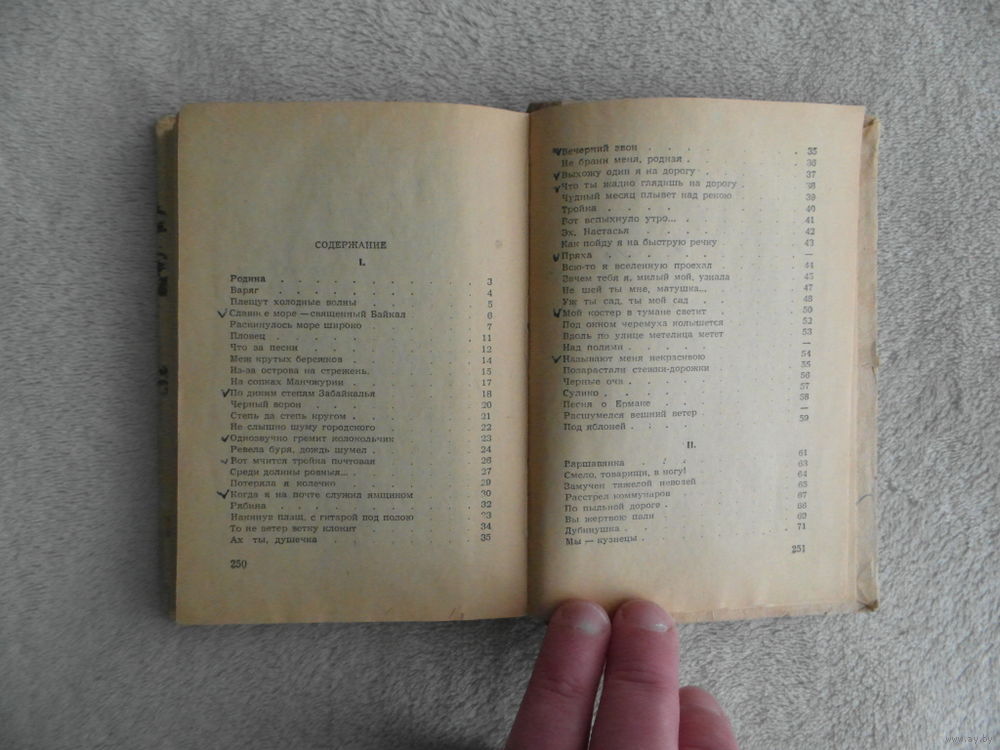 СОДЕРЖАНИЕ
I.
Родина . . . 3
Варяг . . . 4
Плещут холодные волны . . . 5
Славное море — священный Байкал . . . 6
Раскинулось море широко . . . 7
Пловец . . . 11
Что за песни . . . 12
Меж крутых бережков . . . 14
Из-за острова на стрежень. . . . 15
На сопках Манчжурии . . . 17
По диким степам Забайкалья . . . 18
Черный ворон . . . 20
Степь да степь кругом . . . 21
Не слышно шуму городского . . . 22
Однозвучно гремит колокольчик . . . 23
Ревела буря, дождь шумел . . . 24
Вот мчится тройка почтовая . . . 26
Среди долины ровныя... . . . 27
Потеряла я колечко . . . 29
Когда я на почте служил ямщиком . . . 30
Рябина . . . 32
Накинув плащ, с гитарой под полою . . . 33
То не ветер ветку клонит . . . 34
Ах ты, душечка . . . 35
250
Вечерний звон . . . 35
Не брани меня, родная . . . 36
Выхожу один я на дорогу . . . 37
Что ты жадно глядишь на дорогу . . . 38
Чудный месяц плывет над рекою . . . 39
Тройка . . . 40
Вот вспыхнуло утро... . . . 41
Эх, Настасья . . . 42
Как пойду я на быструю речку . . . 43
Пряха . . . —
Всю-то я вселенную проехал . . . 44
Зачем тебя я, милый мой, узнала . . . 45
Не шей ты мне, матушка... . . . 47
Уж ты сад, ты мой сад . . . 48
Мой костер в тумане светит . . . 50
Под окном черемуха колышется . . . 52
Вдоль по улице метелица метет . . . 53
Над полями . . . —
Называют меня некрасивою . . . 54
Позарастали стежки-дорожки . . . 55
Черные очи . . . 56
Сулико . . . 57
Песня о Ермаке . . . 58
Расшумелся вешний ветер . . . —
Под яблоней . . . 59
II.
Варшавянка . . . 61
Смело, товарищи, в ногу! . . . 63
Замучен тяжелой неволей . . . 64
Расстрел коммунаров . . . 65
По пыльной дороге . . . 67
Вы жертвою пали . . . 68
Дубинушка . . . 69
Мы — кузнецы . . . 71
251
www.ay.by